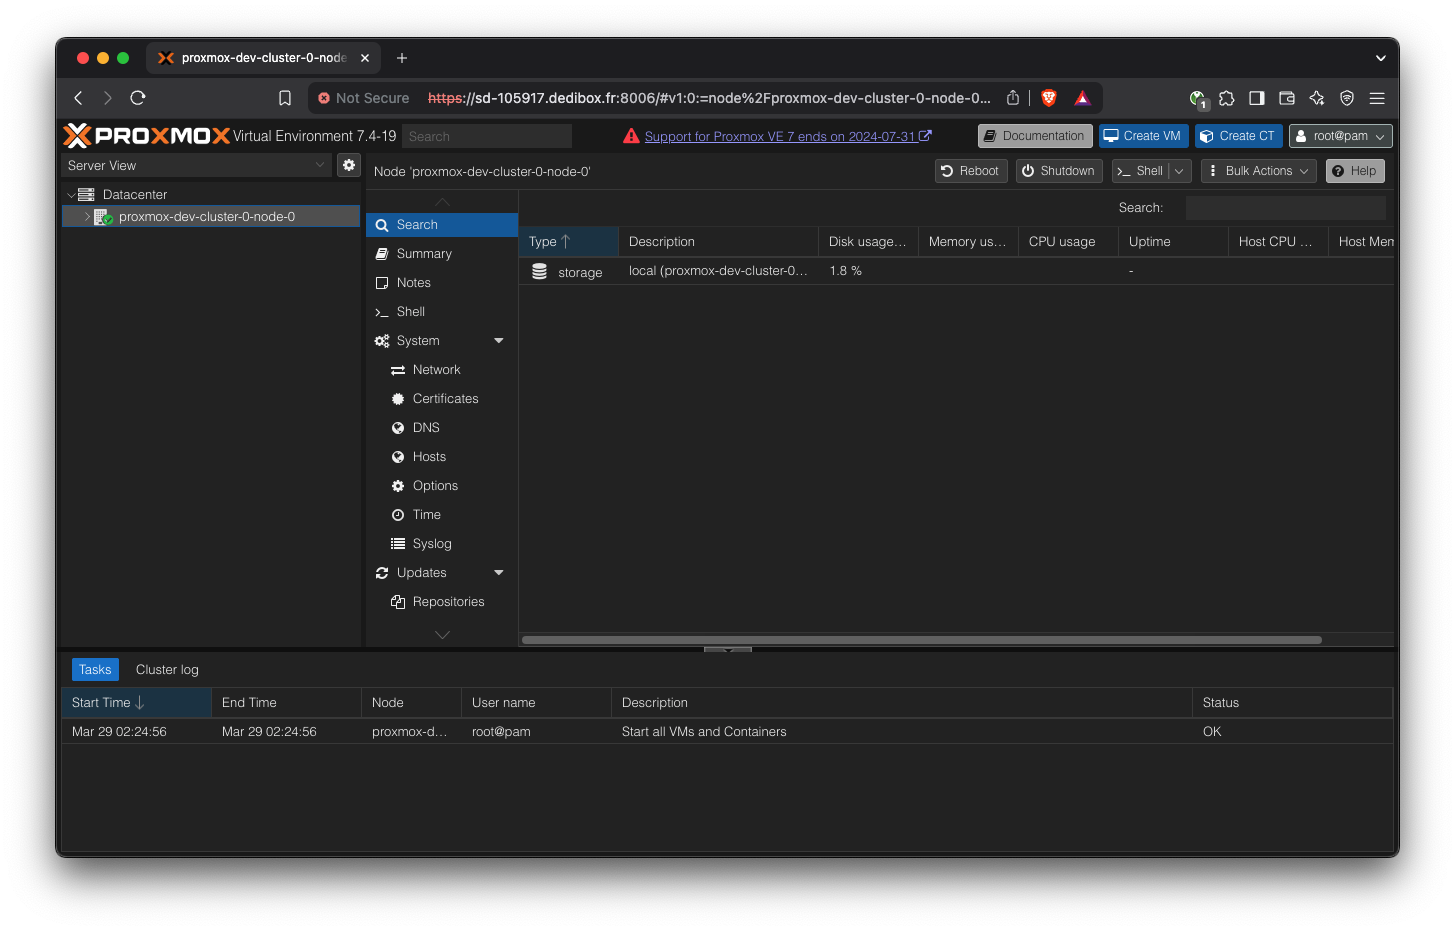 proxmox-dev-cluster-0-node
Not Secure https://sd-105917.dedibox.fr:8006/#v1:0:=node%2Fproxmox-dev-cluster-0-node-0... 1
PROXMOX Virtual Environment 7.4-19 Search Support for Proxmox VE 7 ends on 2024-07-31 Documentation Create VM Create CT root@pam
Server View
Node 'proxmox-dev-cluster-0-node-0' Reboot Shutdown Shell Bulk Actions Help
Datacenter
proxmox-dev-cluster-0-node-0
Search
Summary
Notes
Shell
System
Network
Certificates
DNS
Hosts
Options
Time
Syslog
Updates
Repositories
Search:
Type Description Disk usage... Memory us... CPU usage Uptime Host CPU ... Host Mem
storage local (proxmox-dev-cluster-0... 1.8 % -
Tasks Cluster log
Start Time End Time Node User name Description Status
Mar 29 02:24:56 Mar 29 02:24:56 proxmox-d... root@pam Start all VMs and Containers OK